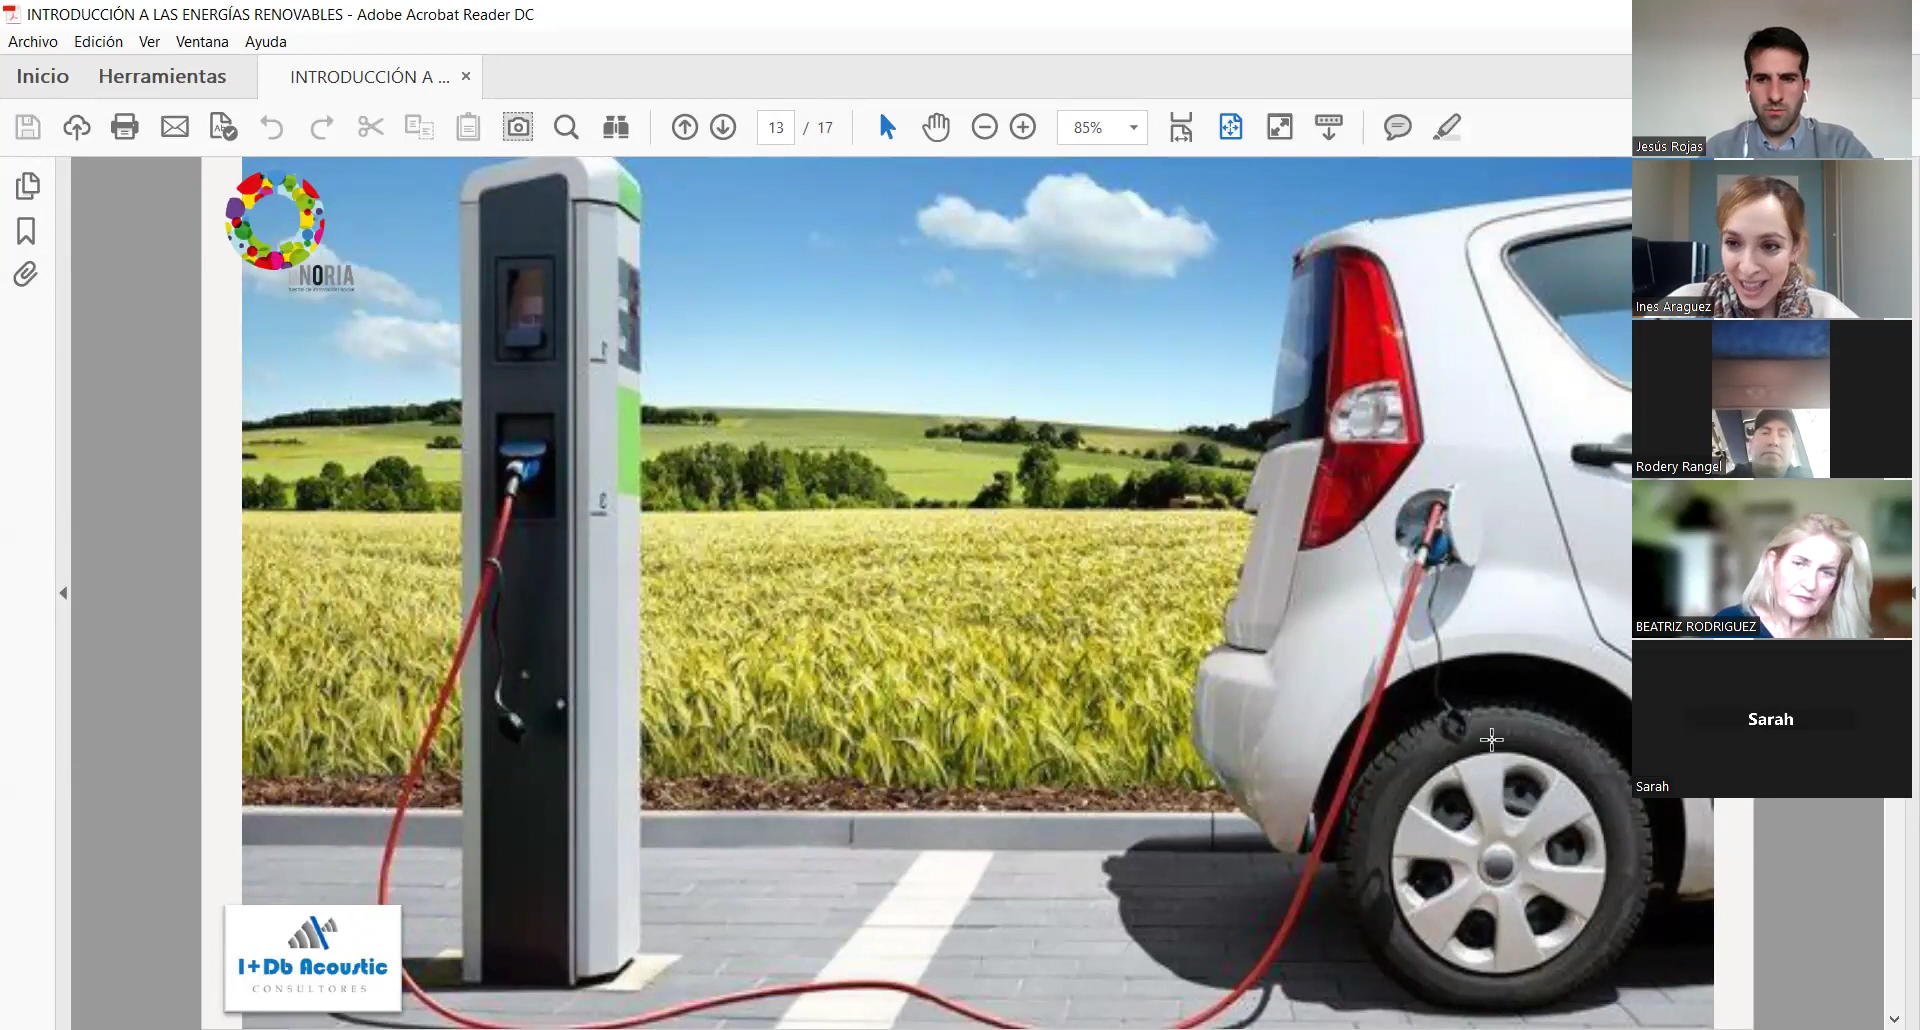 INTRODUCCIÓN A LAS ENERGÍAS RENOVABLES - Adobe Acrobat Reader DC
Archivo Edición Ver Ventana Ayuda
Inicio Herramientas INTRODUCCIÓN A ... ×
13 / 17 85%
NORIA
I+Db Acoustic
CONSULTORES
Jesús Rojas
Ines Araguez
Rodery Rangel
BEATRIZ RODRIGUEZ
Sarah
Sarah